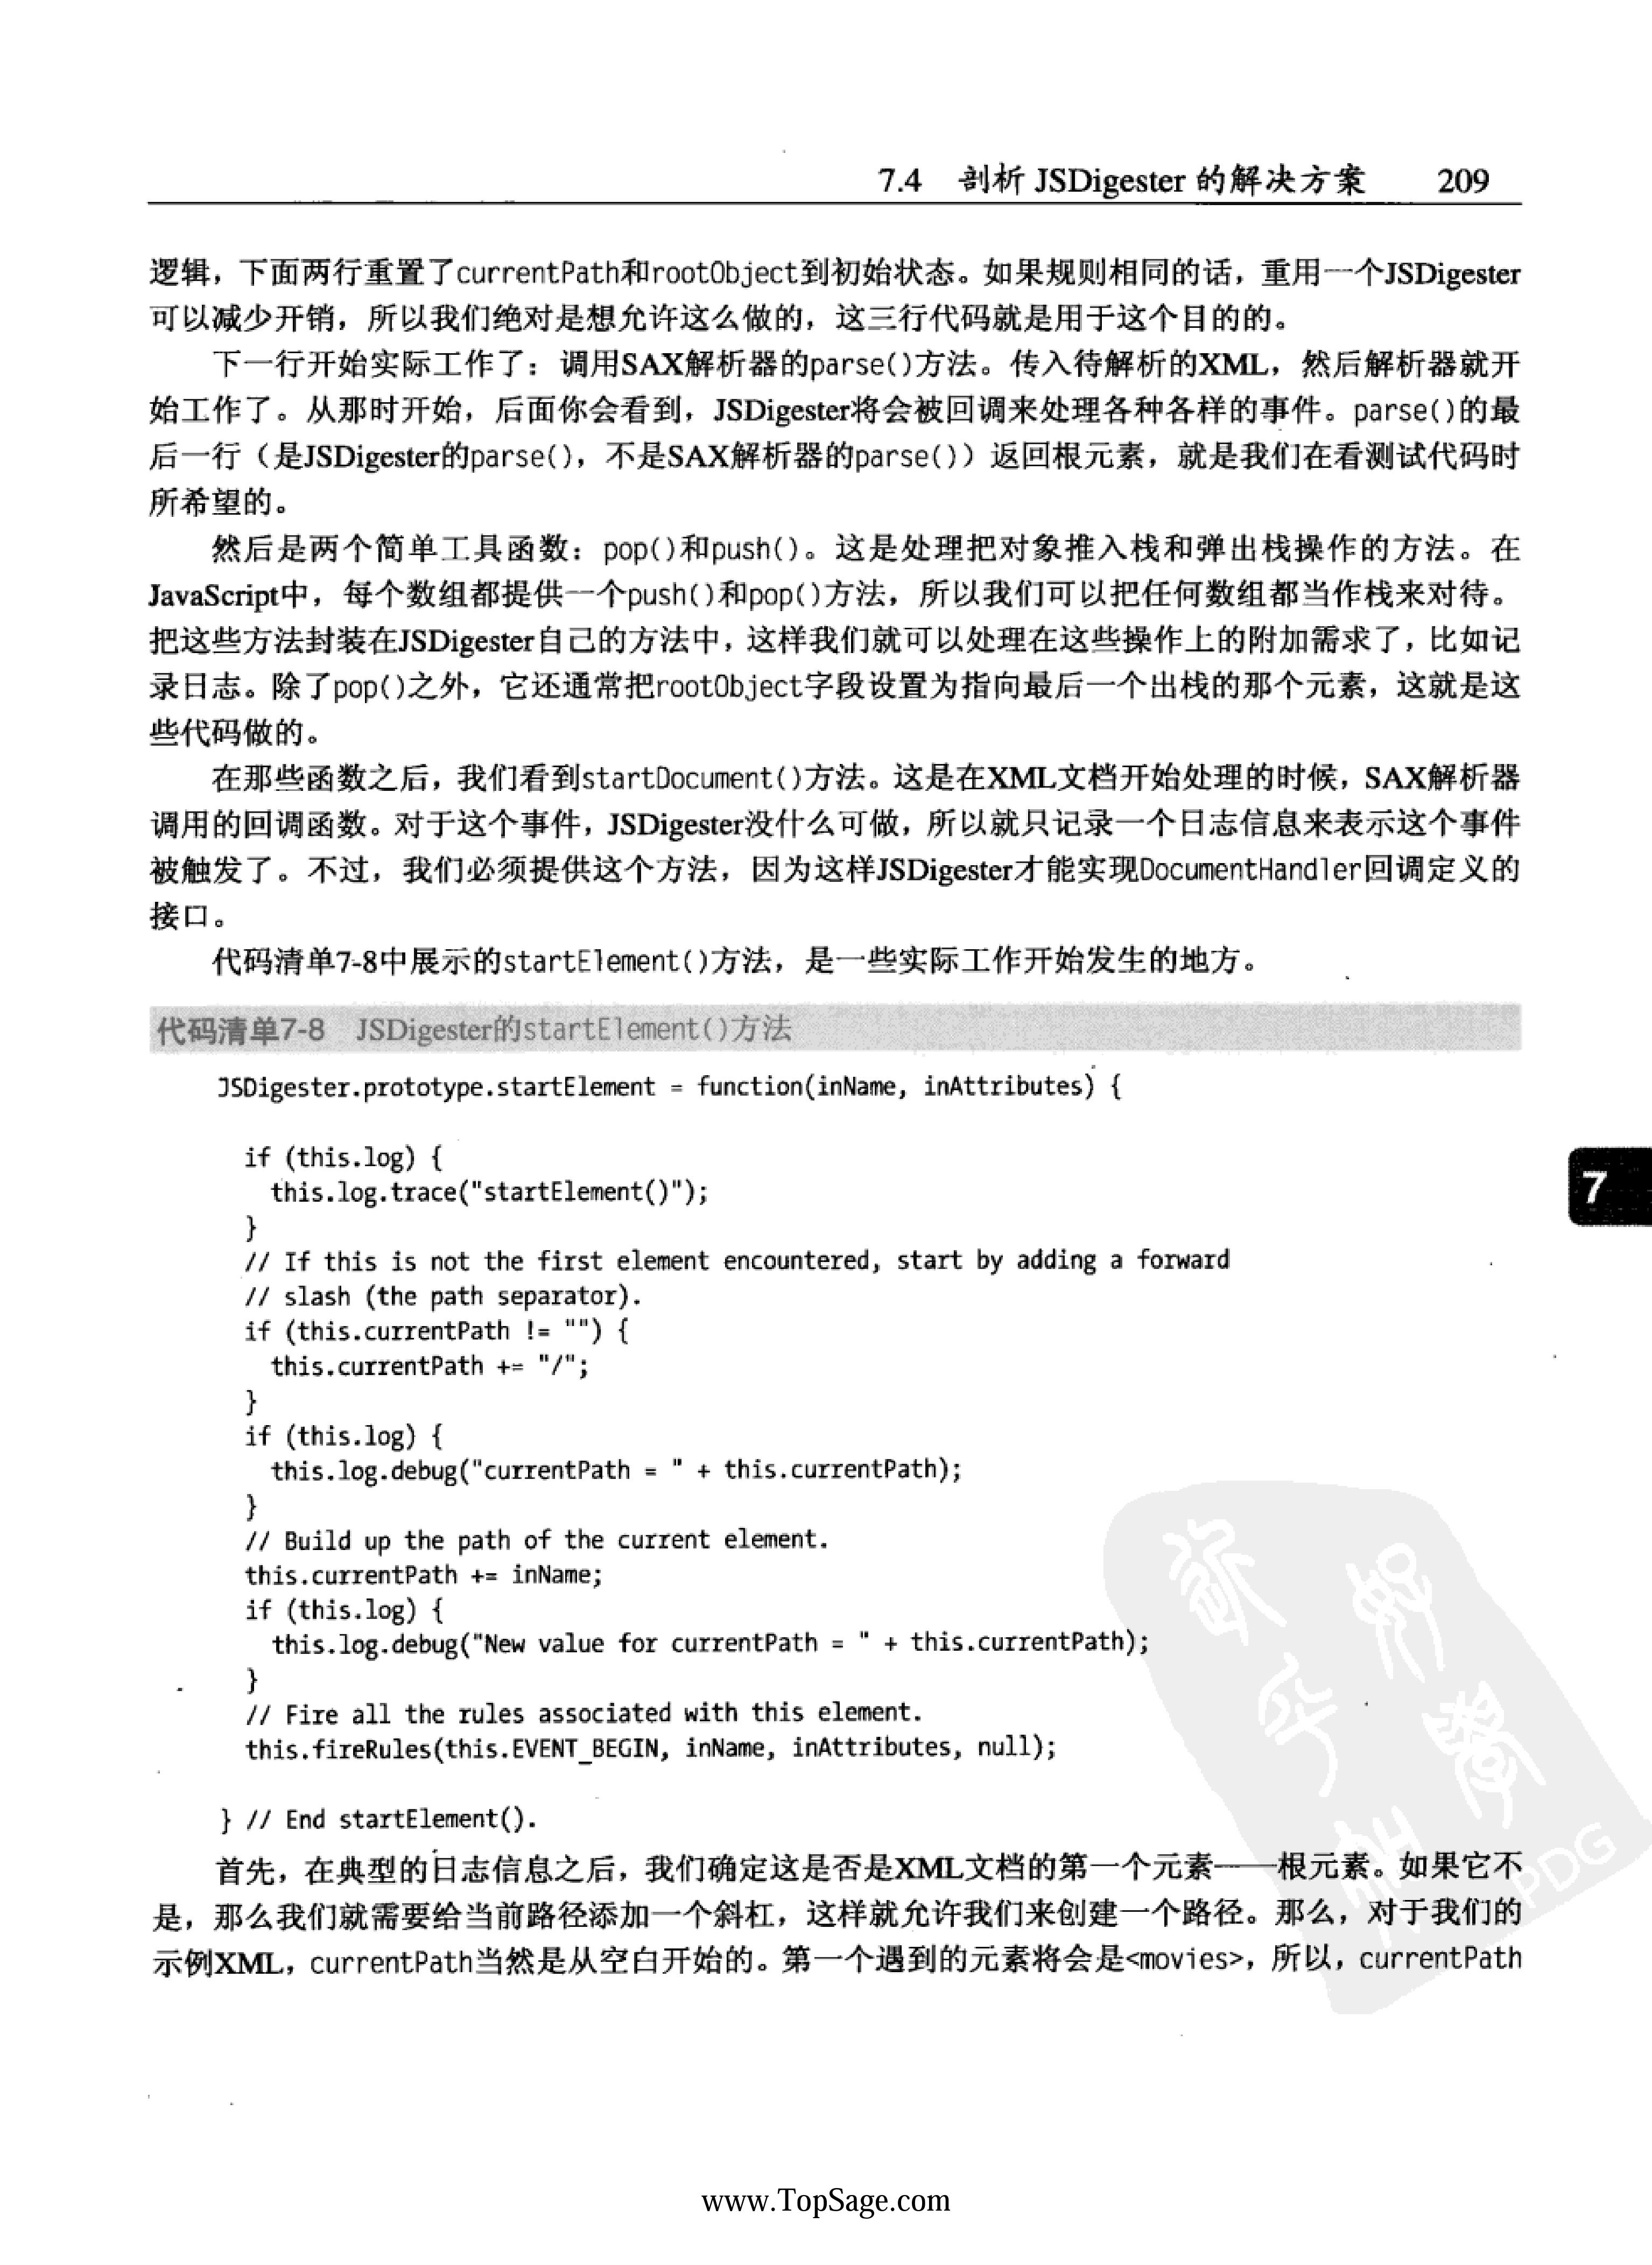 7.4 剖析 JSDigester 的解决方案 209
逻辑，下面两行重置了currentPath和rootObject到初始状态。如果规则相同的话，重用一个JSDigester
可以减少开销，所以我们绝对是想允许这么做的，这三行代码就是用于这个目的的。
下一行开始实际工作了：调用SAX解析器的parse()方法。传入待解析的XML，然后解析器就开
始工作了。从那时开始，后面你会看到，JSDigester将会被回调来处理各种各样的事件。parse()的最
后一行（是JSDigester的parse()，不是SAX解析器的parse()）返回根元素，就是我们在看测试代码时
所希望的。
然后是两个简单工具函数：pop()和push()。这是处理把对象推入栈和弹出栈操作的方法。在
JavaScript中，每个数组都提供一个push()和pop()方法，所以我们可以把任何数组都当作栈来对待。
把这些方法封装在JSDigester自己的方法中，这样我们就可以处理在这些操作上的附加需求了，比如记
录日志。除了pop()之外，它还通常把rootObject字段设置为指向最后一个出栈的那个元素，这就是这
些代码做的。
在那些函数之后，我们看到startDocument()方法。这是在XML文档开始处理的时候，SAX解析器
调用的回调函数。对于这个事件，JSDigester没什么可做，所以就只记录一个日志信息来表示这个事件
被触发了。不过，我们必须提供这个方法，因为这样JSDigester才能实现DocumentHandler回调定义的
接口。
代码清单7-8中展示的startElement()方法，是一些实际工作开始发生的地方。
代码清单7-8 JSDigester的startElement()方法
JSDigester.prototype.startElement = function(inName, inAttributes) {
if (this.log) {
this.log.trace("startElement()");
}
// If this is not the first element encountered, start by adding a forward
// slash (the path separator).
if (this.currentPath != "") {
this.currentPath += "/";
}
if (this.log) {
this.log.debug("currentPath = " + this.currentPath);
}
// Build up the path of the current element.
this.currentPath += inName;
if (this.log) {
this.log.debug("New value for currentPath = " + this.currentPath);
}
// Fire all the rules associated with this element.
this.fireRules(this.EVENT_BEGIN, inName, inAttributes, null);
} // End startElement().
7
首先，在典型的日志信息之后，我们确定这是否是XML文档的第一个元素——根元素。如果它不
是，那么我们就需要给当前路径添加一个斜杠，这样就允许我们来创建一个路径。那么，对于我们的
示例XML，currentPath当然是从空白开始的。第一个遇到的元素将会是<movies>，所以，currentPath
PDG
www.TopSage.com